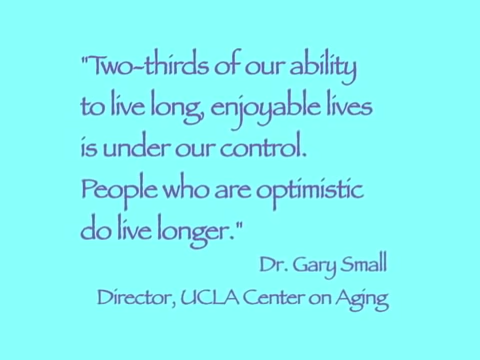 "Two-thirds of our ability
to live long, enjoyable lives
is under our control.
People who are optimistic
do live longer."
Dr. Gary Small
Director, UCLA Center on Aging